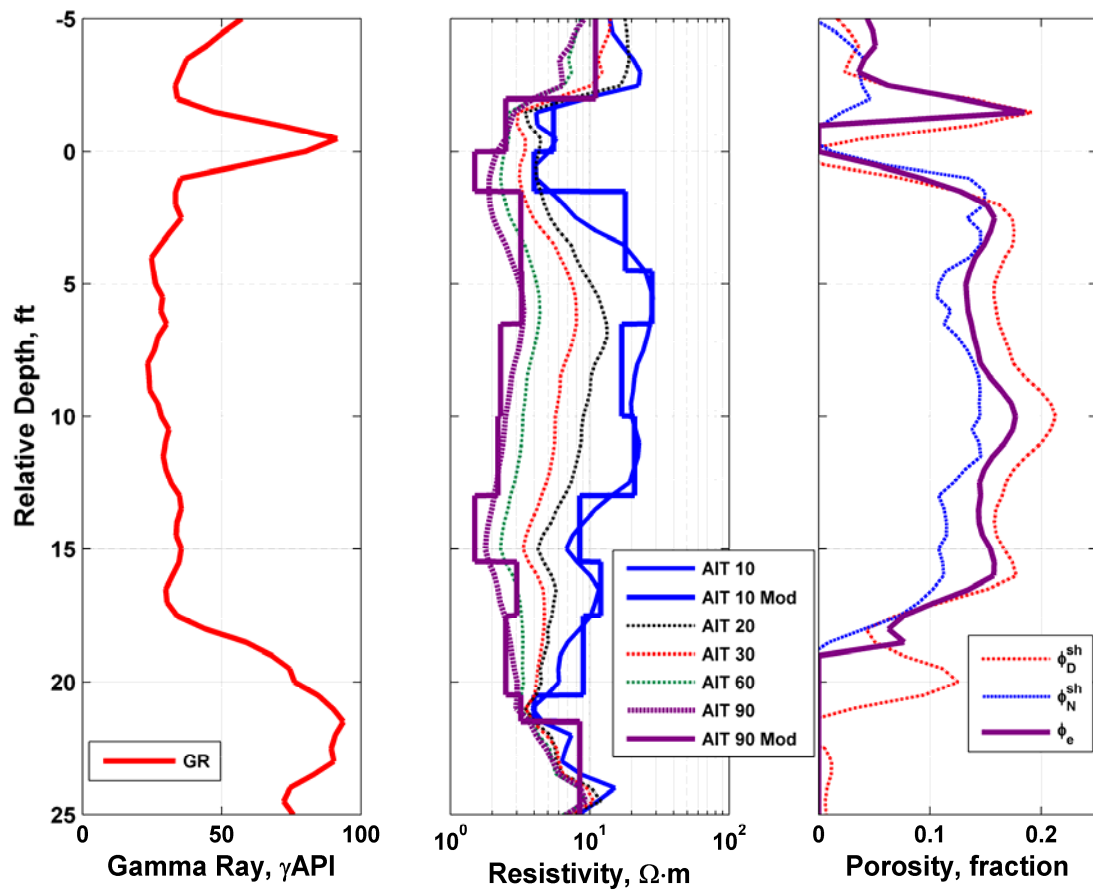 Relative Depth, ft
-5
0
5
10
15
20
25
GR
0 50 100
Gamma Ray, γAPI
AIT 10
AIT 10 Mod
AIT 20
AIT 30
AIT 60
AIT 90
AIT 90 Mod
10⁰ 10¹ 10²
Resistivity, Ω·m
ϕ_D^sh
ϕ_N^sh
ϕ_e
0 0.1 0.2
Porosity, fraction